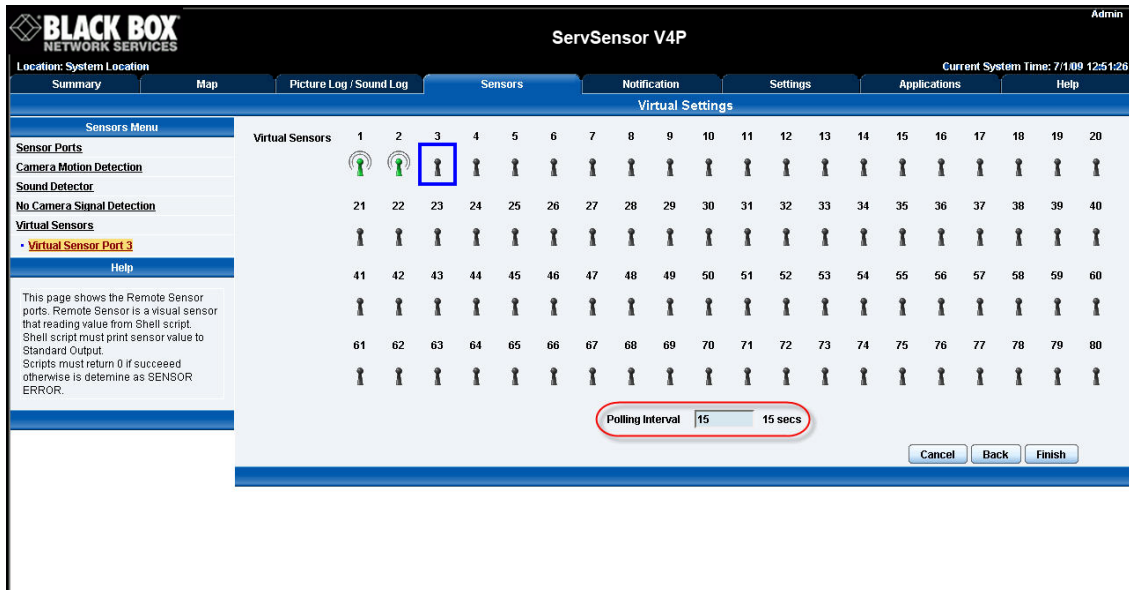 Admin
BLACK BOX
NETWORK SERVICES
ServSensor V4P
Location: System Location
Current System Time: 7/1/09 12:51:26
Summary Map Picture Log / Sound Log Sensors Notification Settings Applications Help
Virtual Settings
Sensors Menu
Sensor Ports
Camera Motion Detection
Sound Detector
No Camera Signal Detection
Virtual Sensors
Virtual Sensor Port 3
Help
This page shows the Remote Sensor
ports. Remote Sensor is a visual sensor
that reading value from Shell script.
Shell script must print sensor value to
Standard Output.
Scripts must return 0 if succeeed
otherwise is detemine as SENSOR
ERROR.
Virtual Sensors 1 2 3 4 5 6 7 8 9 10 11 12 13 14 15 16 17 18 19 20
21 22 23 24 25 26 27 28 29 30 31 32 33 34 35 36 37 38 39 40
41 42 43 44 45 46 47 48 49 50 51 52 53 54 55 56 57 58 59 60
61 62 63 64 65 66 67 68 69 70 71 72 73 74 75 76 77 78 79 80
Polling Interval 15 15 secs
Cancel Back Finish